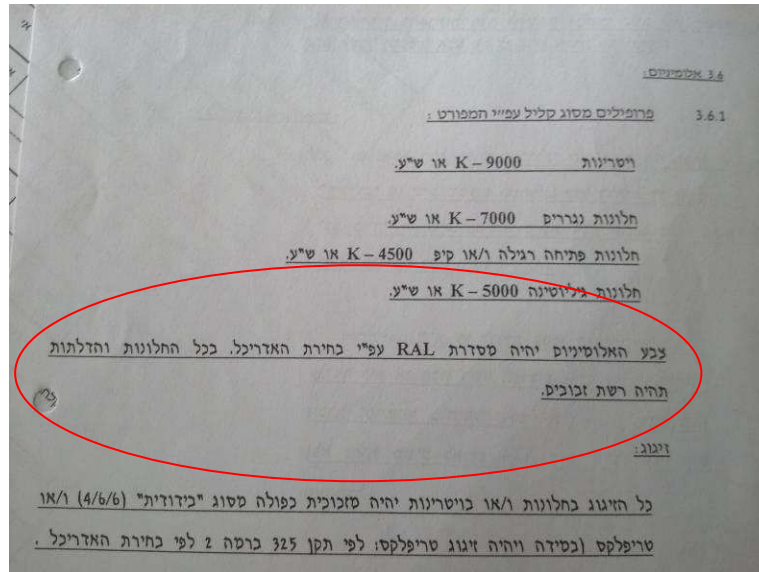 3.6 אלומיניום:
3.6.1 פרופילים מסוג קליל עפ״י המפורט :
ויטרינות K – 9000 או ש״ע.
חלונות נגררים K – 7000 או ש״ע.
חלונות פתיחה רגילה ו/או קיפ K – 4500 או ש״ע.
חלונות גיליוטינה K – 5000 או ש״ע.
צבע האלומיניום יהיה מסדרת RAL עפ״י בחירת האדריכל. בכל החלונות והדלתות
תהיה רשת זבובים.
זיגוג:
כל הזיגוג בחלונות ו/או בויטרינות יהיה מזכוכית כפולה מסוג "בידודית" (4/6/6) ו/או
טריפלקס (במידה ויהיה זיגוג טריפלקס: לפי תקן 325 ברמה 2 לפי בחירת האדריכל .